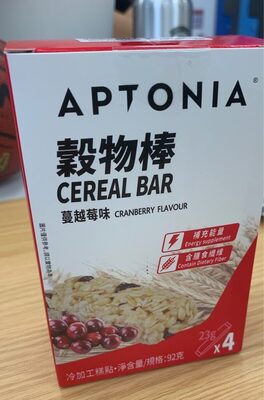 APTONIA
穀物棒
CEREAL BAR
蔓越莓味 CRANBERRY FLAVOUR
補充能量
Energy supplement
含膳食纖維
Contain Dietary Fiber
23g
x4
冷加工糕點·淨含量/規格:92克